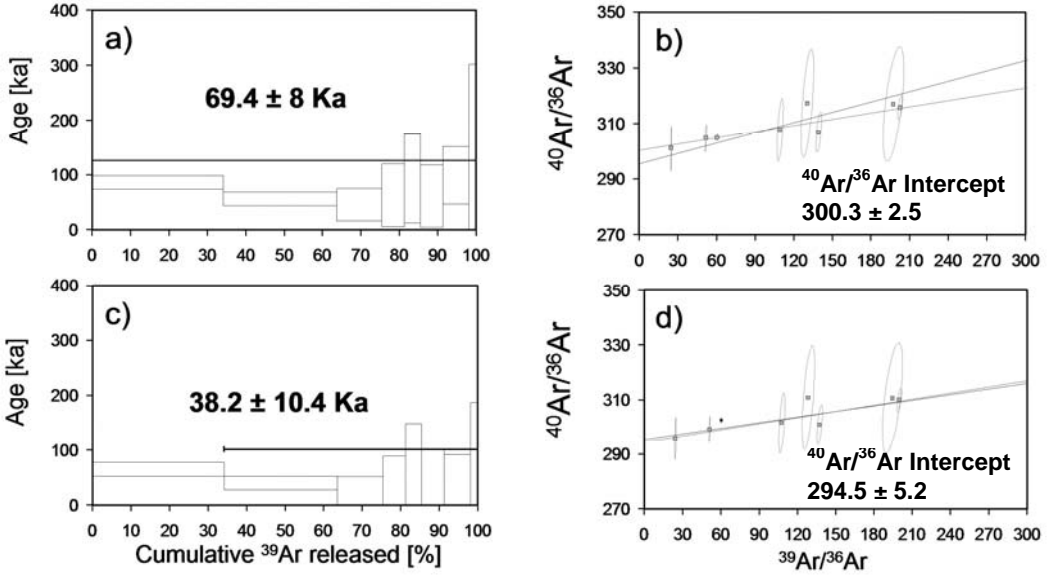 a)
69.4 ± 8 Ka
Age [ka]
400
300
200
100
0
0 10 20 30 40 50 60 70 80 90 100
b)
40Ar/36Ar
350
330
310
290
270
40Ar/36Ar Intercept
300.3 ± 2.5
0 30 60 90 120 150 180 210 240 270 300
c)
38.2 ± 10.4 Ka
Age [ka]
400
300
200
100
0
0 10 20 30 40 50 60 70 80 90 100
Cumulative 39Ar released [%]
d)
40Ar/36Ar
350
330
310
290
270
40Ar/36Ar Intercept
294.5 ± 5.2
0 30 60 90 120 150 180 210 240 270 300
39Ar/36Ar